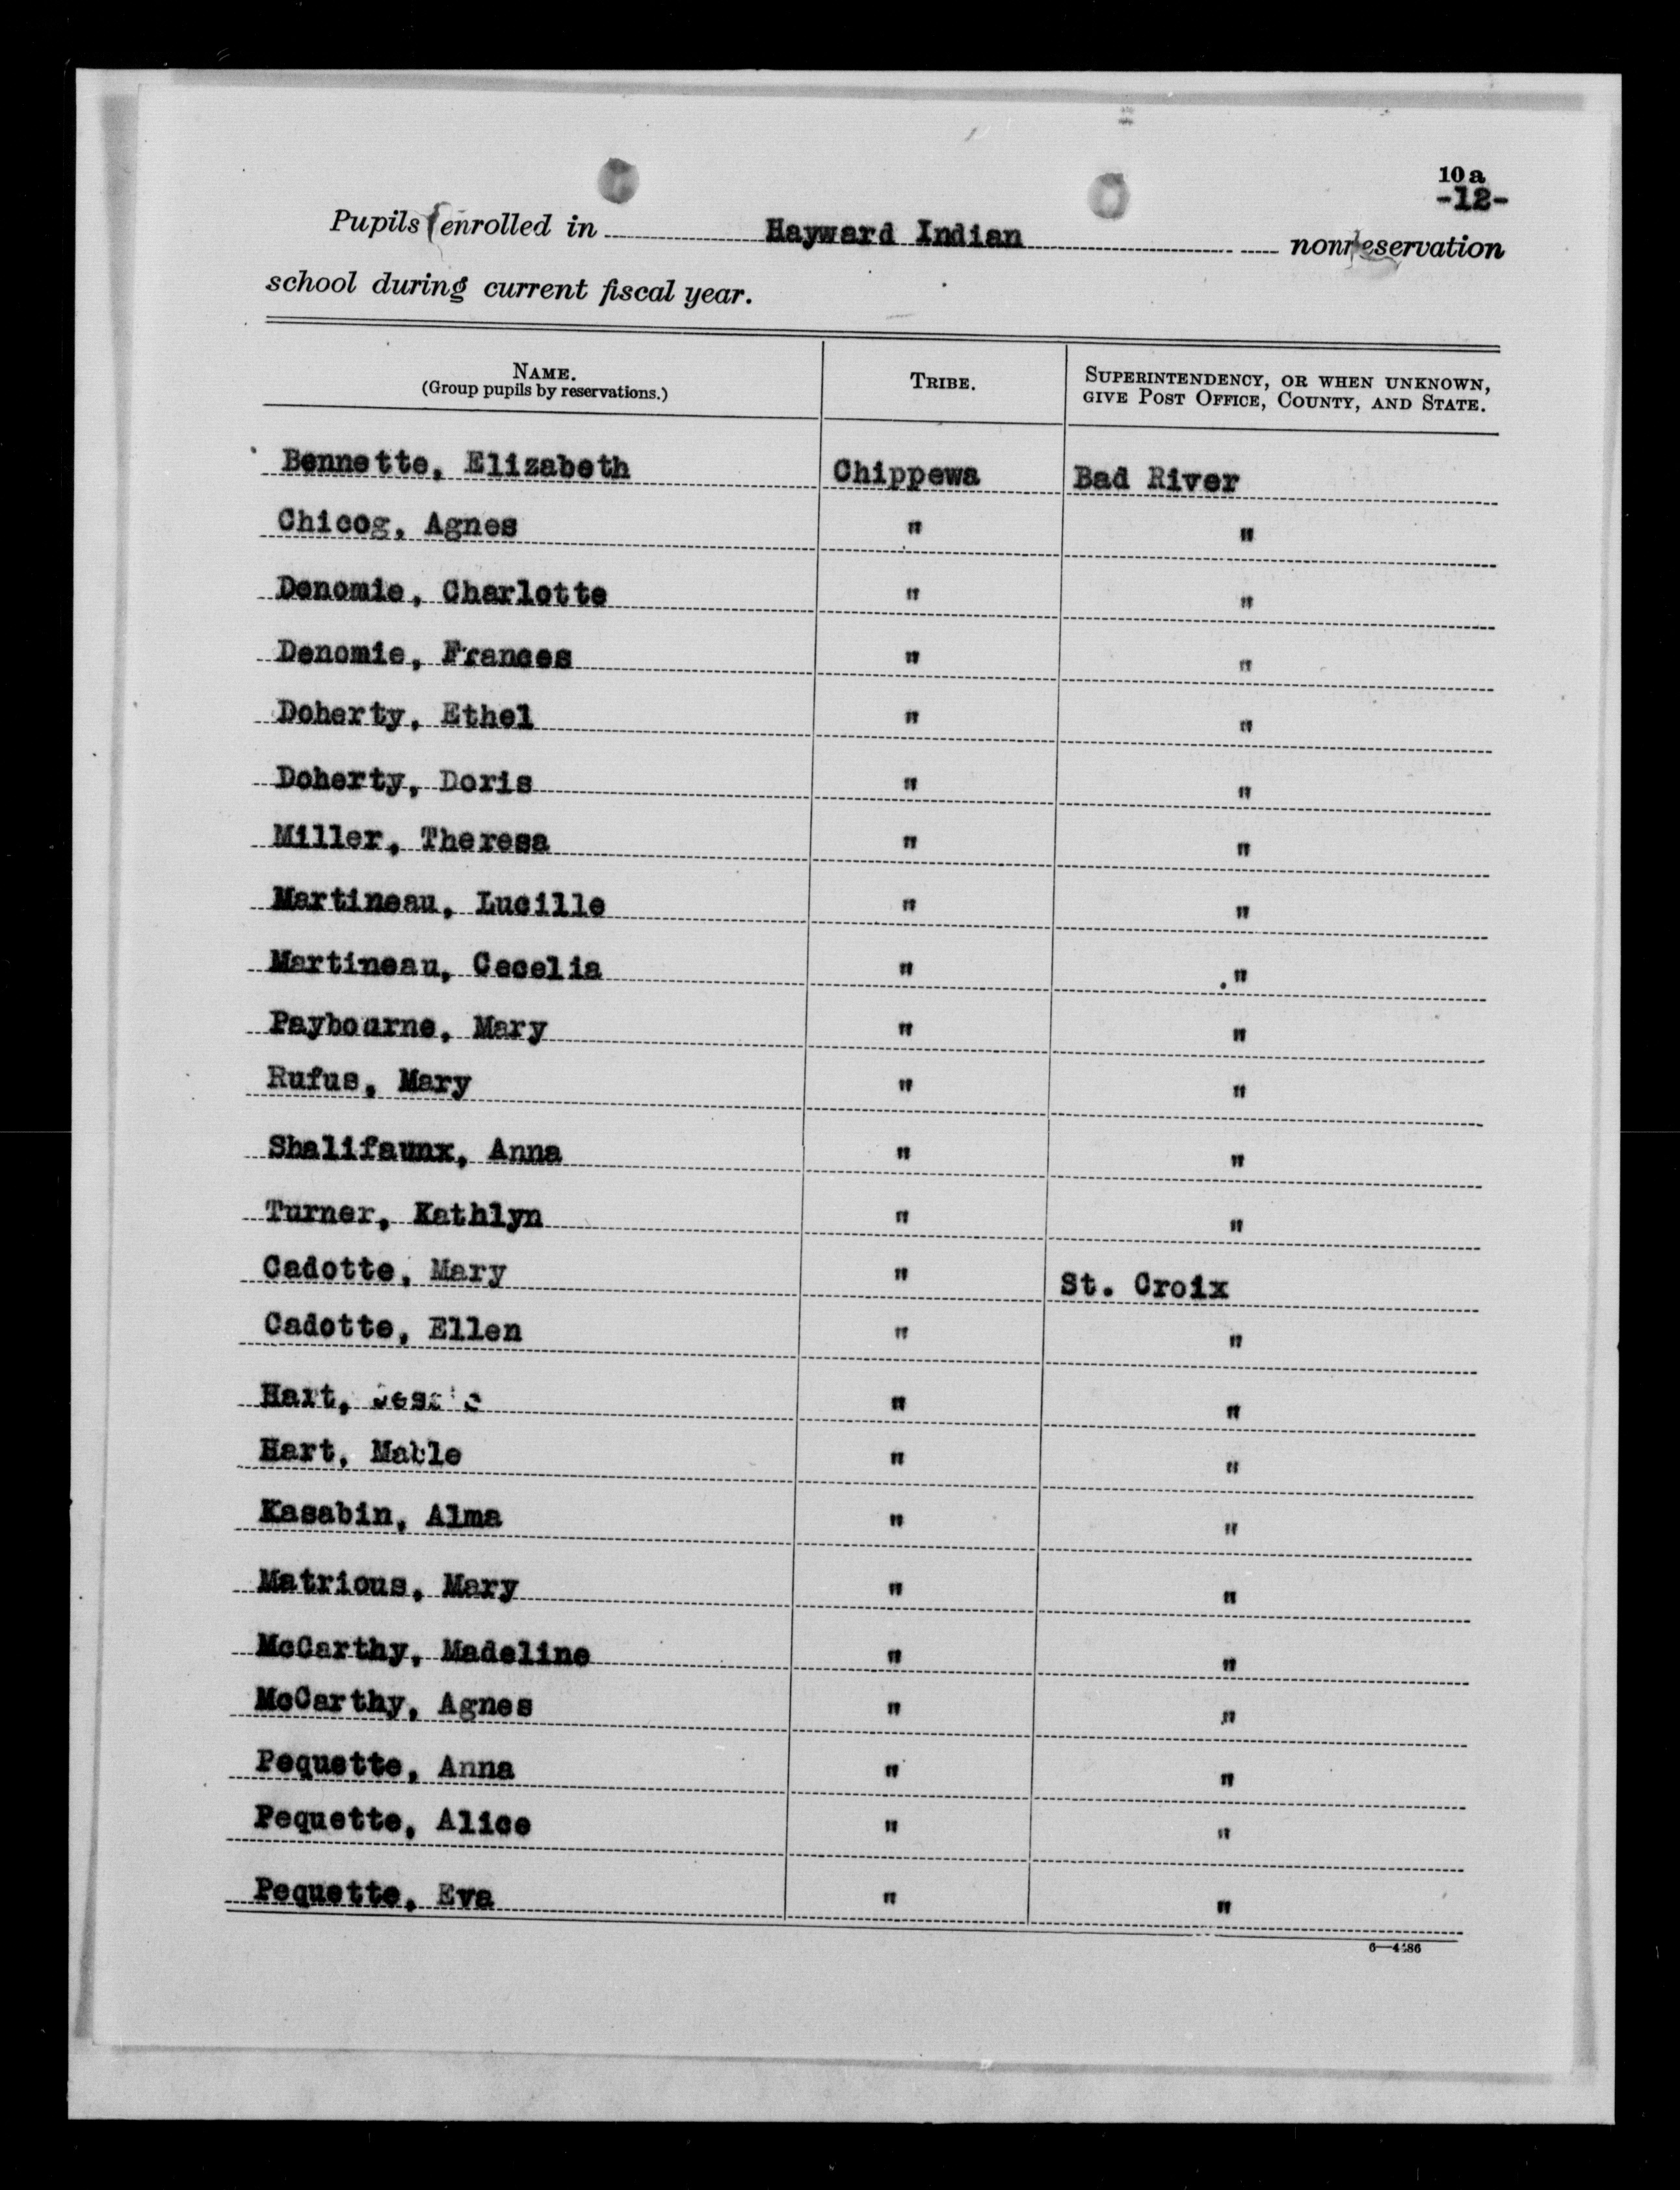 10 a
-12-
Pupils enrolled in Hayward Indian nonreservation
school during current fiscal year.
NAME. TRIBE. SUPERINTENDENCY, OR WHEN UNKNOWN,
(Group pupils by reservations.) GIVE POST OFFICE, COUNTY, AND STATE.
Bennette, Elizabeth Chippewa Bad River
Chicog, Agnes " "
Denomie, Charlotte " "
Denomie, Frances " "
Doherty, Ethel " "
Doherty, Doris " "
Miller, Theresa " "
Martineau, Lucille " "
Martineau, Cecelia " "
Paybourne, Mary " "
Rufus, Mary " "
Shalifaunx, Anna " "
Turner, Kathlyn " "
Cadotte, Mary " St. Croix
Cadotte, Ellen " "
Hart, " "
Hart, Mable " "
Kasabin, Alma " "
Matrious, Mary " "
McCarthy, Madeline " "
McCarthy, Agnes " "
Pequette, Anna " "
Pequette, Alice " "
Pequette, Eva " "